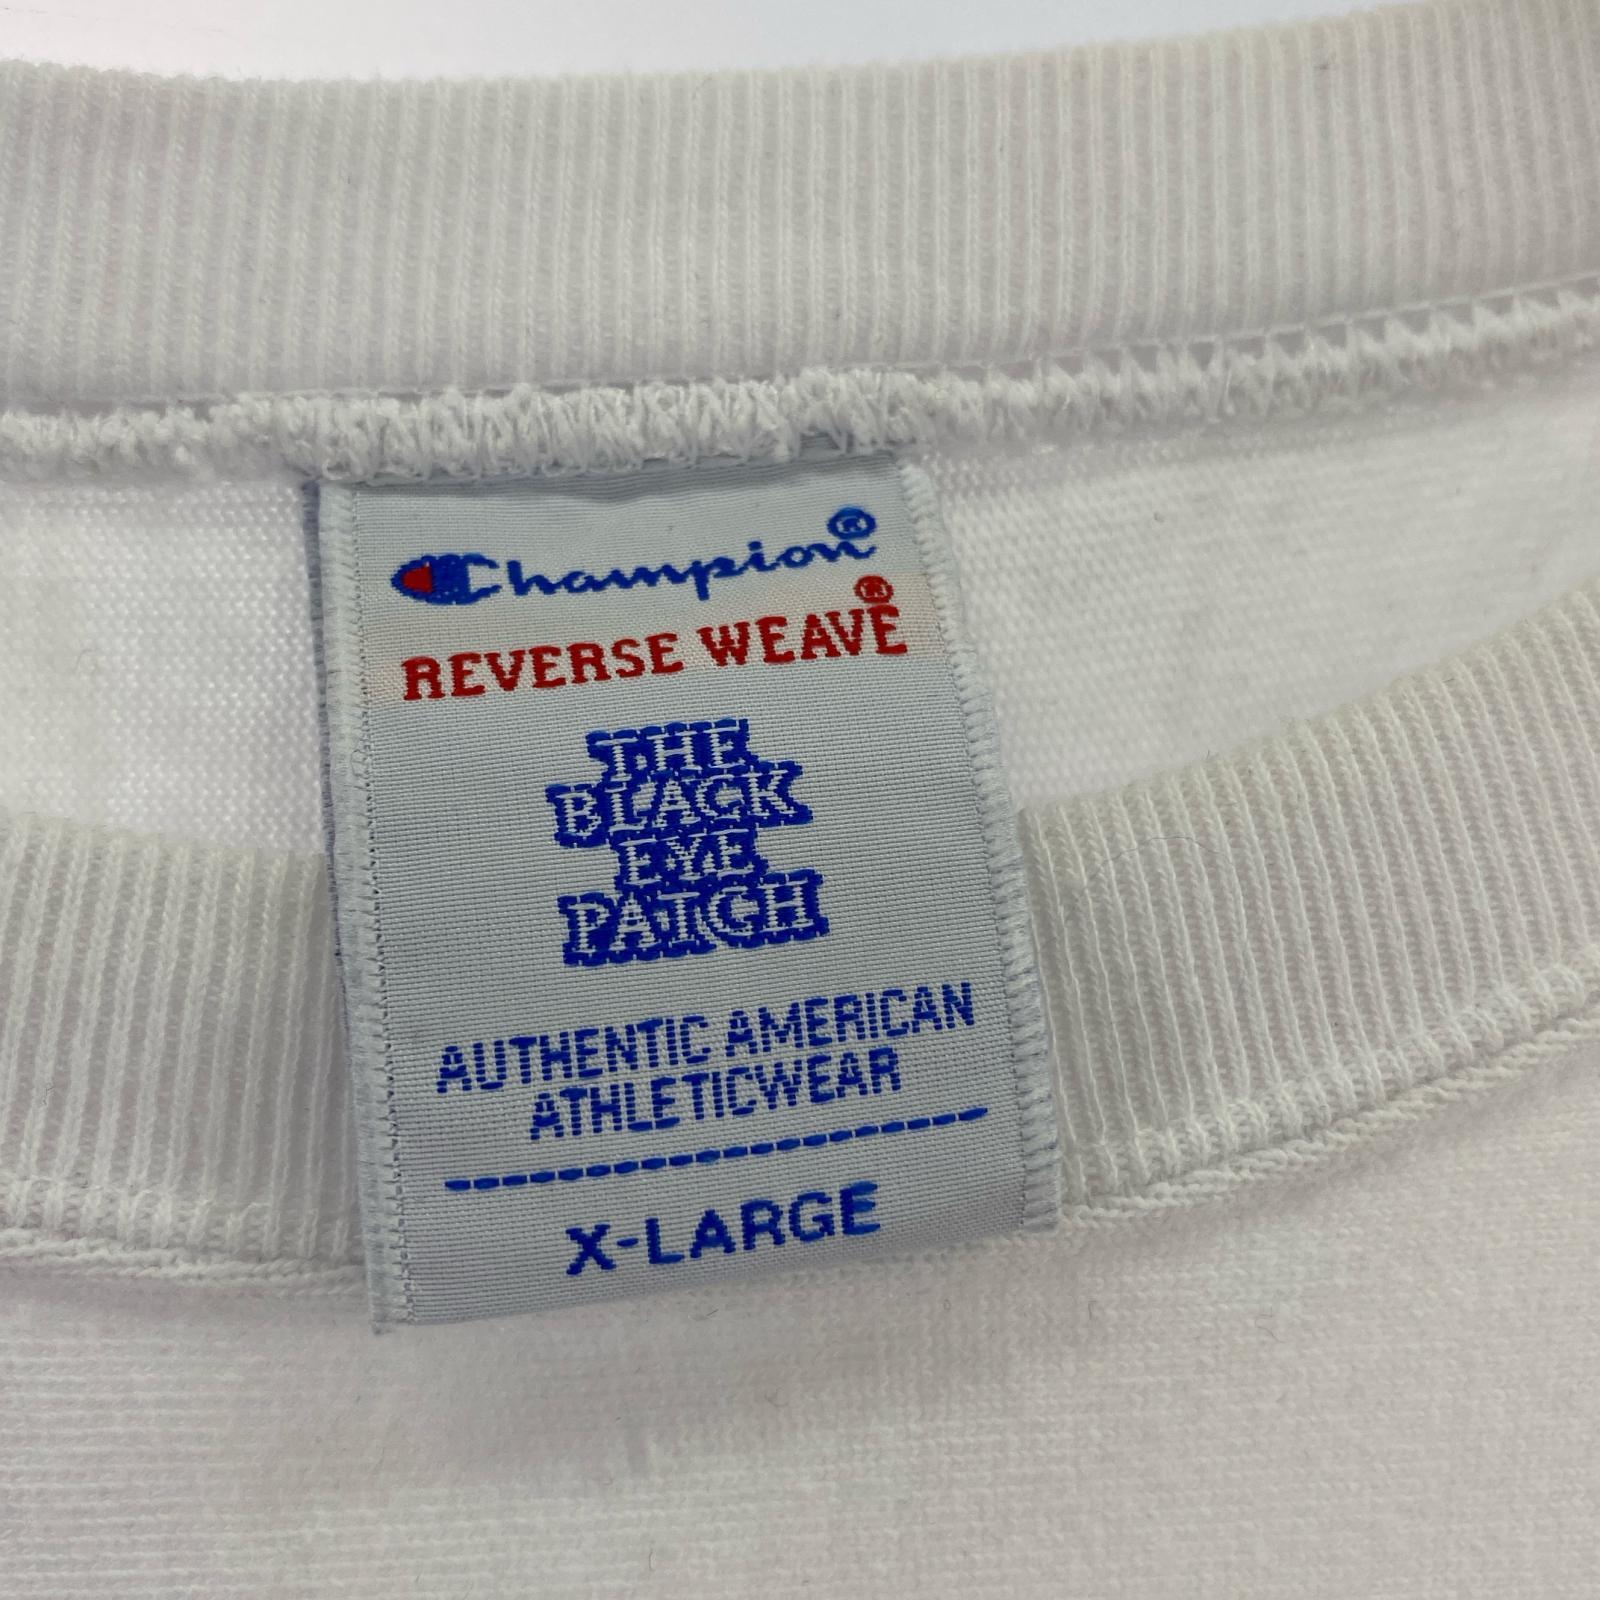 Champion®
REVERSE WEAVE®
THE
BLACK
EYE
PATCH
AUTHENTIC AMERICAN
ATHLETICWEAR
X-LARGE